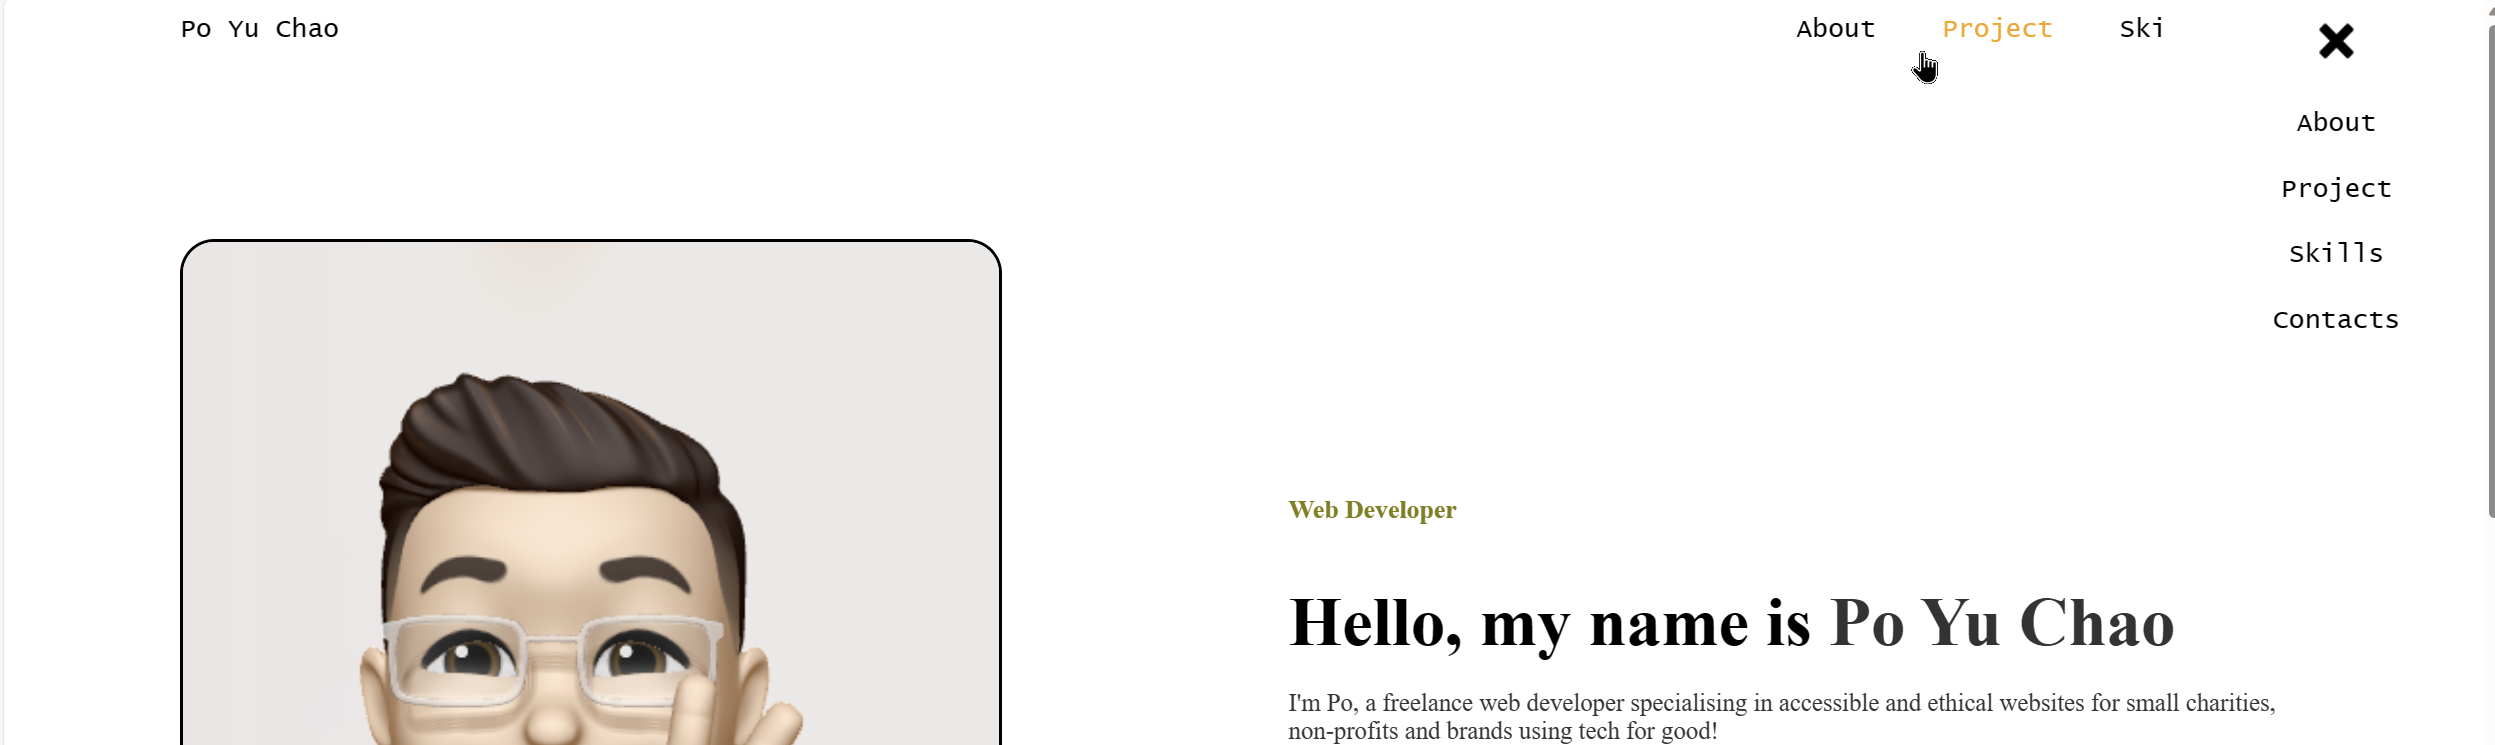 Po Yu Chao
About Project Ski
About
Project
Skills
Contacts
Web Developer
Hello, my name is Po Yu Chao
I'm Po, a freelance web developer specialising in accessible and ethical websites for small charities,
non-profits and brands using tech for good!